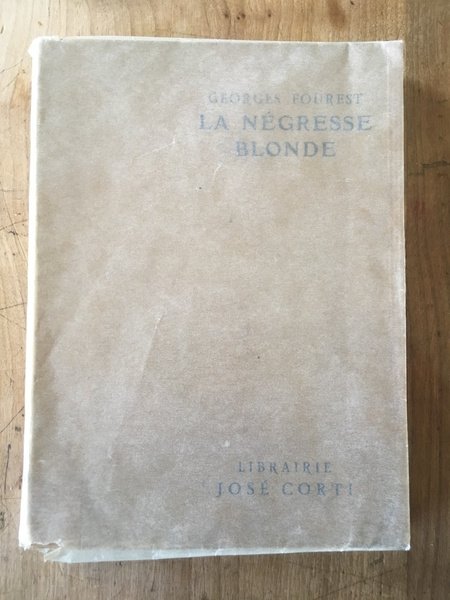 GEORGES FOUREST
LA NÉGRESSE
BLONDE
LIBRAIRIE
JOSÉ CORTI